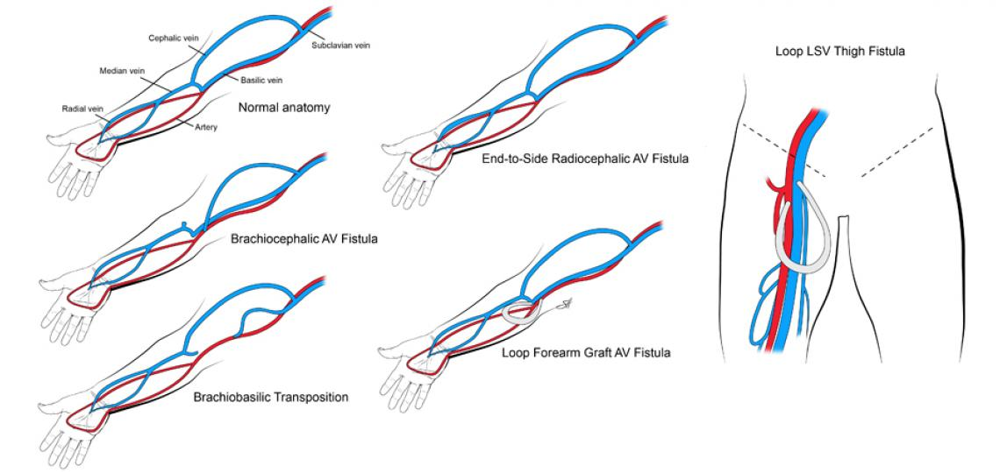 Cephalic vein
Subclavian vein
Median vein
Basilic vein
Radial vein
Normal anatomy
Artery
End-to-Side Radiocephalic AV Fistula
Brachiocephalic AV Fistula
Loop Forearm Graft AV Fistula
Brachiobasilic Transposition
Loop LSV Thigh Fistula